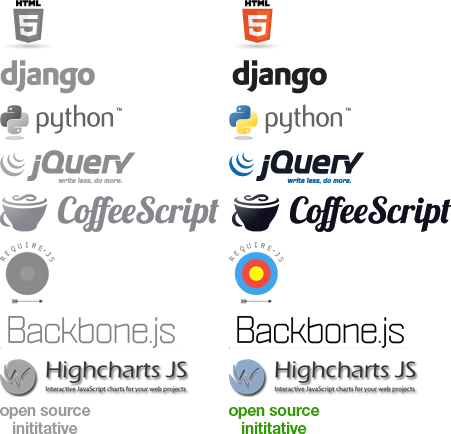 HTML HTML
5 5
django django
python™ python™
jQuery jQuery
write less, do more. write less, do more.
CoffeeScript CoffeeScript
REQUIRE·JS REQUIRE·JS
Backbone.js Backbone.js
Highcharts JS Highcharts JS
Interactive JavaScript charts for your web projects Interactive JavaScript charts for your web projects
open source open source
inititative inititative